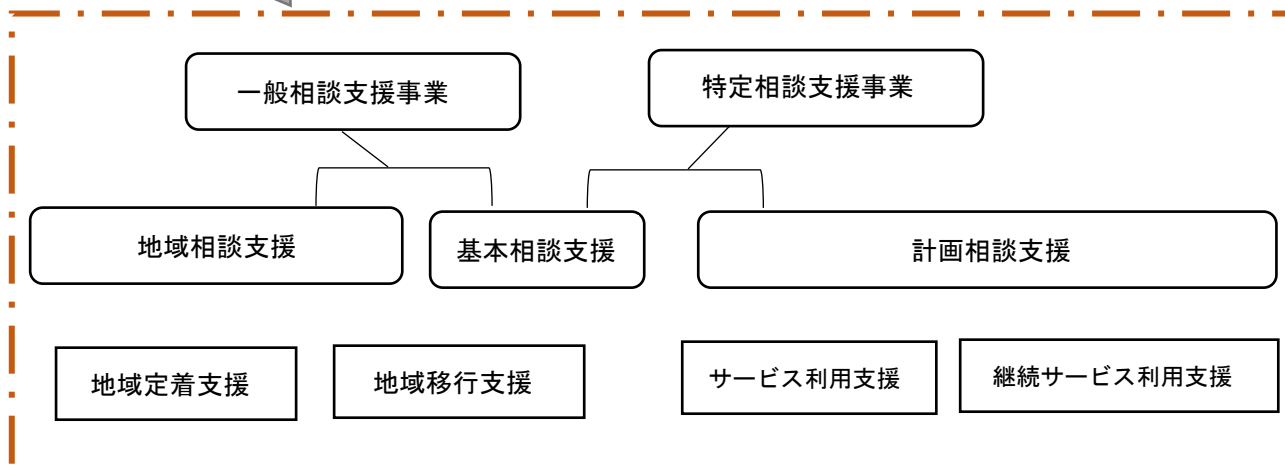 一般相談支援事業
特定相談支援事業
地域相談支援
基本相談支援
計画相談支援
地域定着支援
地域移行支援
サービス利用支援
継続サービス利用支援